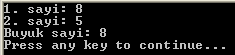 1. sayi: 8
2. sayi: 5
Buyuk sayi: 8
Press any key to continue...